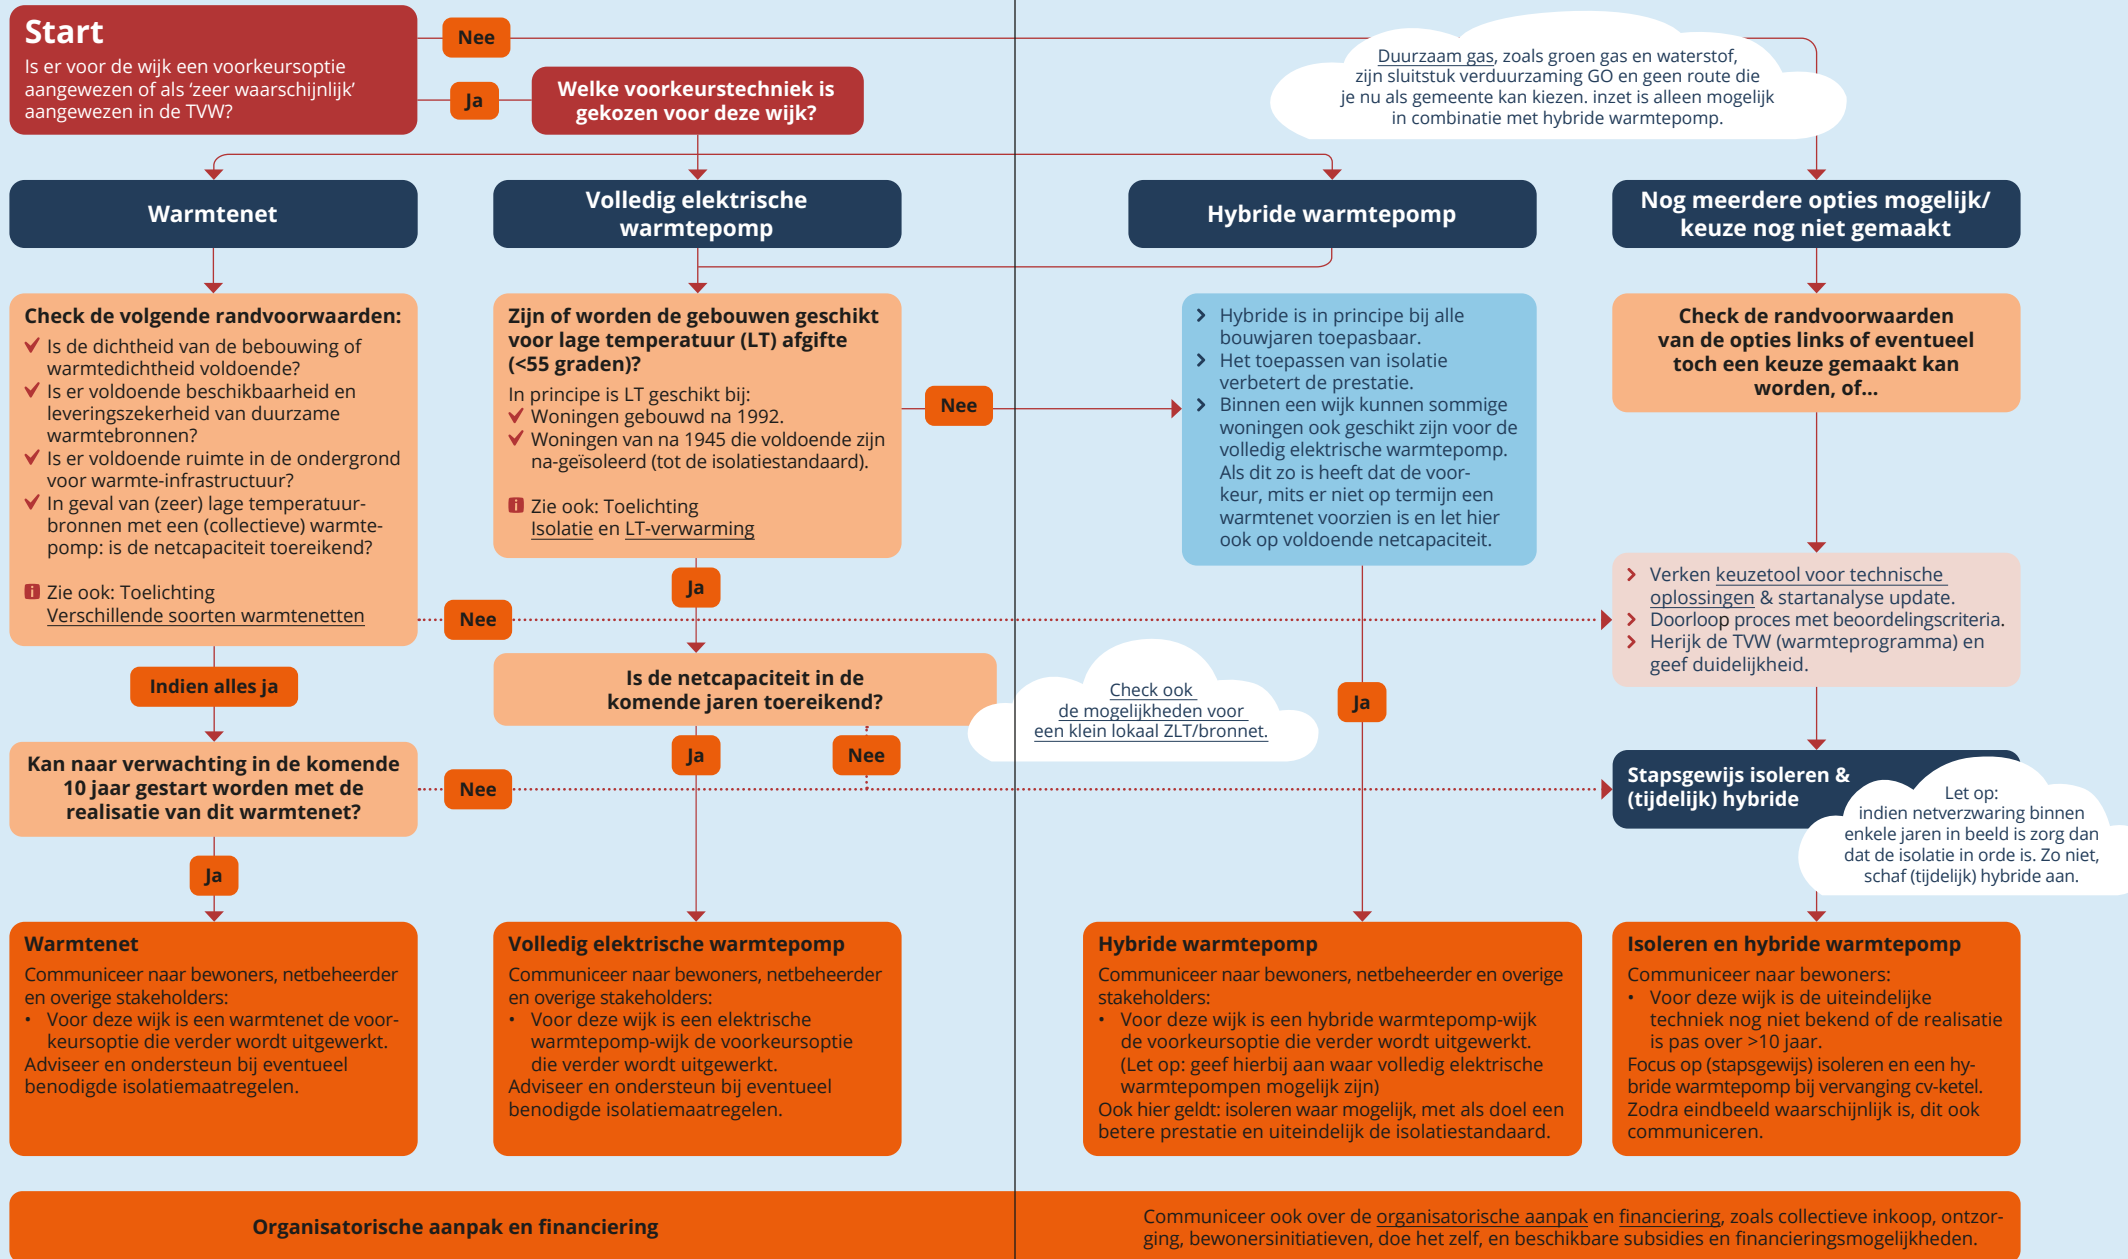 Start
Is er voor de wijk een voorkeursoptie
aangewezen of als ‘zeer waarschijnlijk’
aangewezen in de TVW?
Nee
Ja
Welke voorkeurstechniek is
gekozen voor deze wijk?
Duurzaam gas, zoals groen gas en waterstof,
zijn sluitstuk verduurzaming GO en geen route die
je nu als gemeente kan kiezen. inzet is alleen mogelijk
in combinatie met hybride warmtepomp.
Warmtenet
Volledig elektrische
warmtepomp
Hybride warmtepomp
Nog meerdere opties mogelijk/
keuze nog niet gemaakt
Check de volgende randvoorwaarden:
Is de dichtheid van de bebouwing of
warmtedichtheid voldoende?
Is er voldoende beschikbaarheid en
leveringszekerheid van duurzame
warmtebronnen?
Is er voldoende ruimte in de ondergrond
voor warmte-infrastructuur?
In geval van (zeer) lage temperatuur-
bronnen met een (collectieve) warmte-
pomp: is de netcapaciteit toereikend?
Zie ook: Toelichting
Verschillende soorten warmtenetten
Zijn of worden de gebouwen geschikt
voor lage temperatuur (LT) afgifte
(<55 graden)?
In principe is LT geschikt bij:
Woningen gebouwd na 1992.
Woningen van na 1945 die voldoende zijn
na-geïsoleerd (tot de isolatiestandaard).
Zie ook: Toelichting
Isolatie en LT-verwarming
Nee
> Hybride is in principe bij alle
bouwjaren toepasbaar.
> Het toepassen van isolatie
verbetert de prestatie.
> Binnen een wijk kunnen sommige
woningen ook geschikt zijn voor de
volledig elektrische warmtepomp.
Als dit zo is heeft dat de voor-
keur, mits er niet op termijn een
warmtenet voorzien is en let hier
ook op voldoende netcapaciteit.
Check de randvoorwaarden
van de opties links of eventueel
toch een keuze gemaakt kan
worden, of...
Ja
Nee
> Verken keuzetool voor technische
oplossingen & startanalyse update.
> Doorloop proces met beoordelingscriteria.
> Herijk de TVW (warmteprogramma) en
geef duidelijkheid.
Indien alles ja
Is de netcapaciteit in de
komende jaren toereikend?
Check ook
de mogelijkheden voor
een klein lokaal ZLT/bronnet.
Ja
Kan naar verwachting in de komende
10 jaar gestart worden met de
realisatie van dit warmtenet?
Nee
Ja
Nee
Stapsgewijs isoleren &
(tijdelijk) hybride
Let op:
indien netverzwaring binnen
enkele jaren in beeld is zorg dan
dat de isolatie in orde is. Zo niet,
schaf (tijdelijk) hybride aan.
Ja
Warmtenet
Communiceer naar bewoners, netbeheerder
en overige stakeholders:
• Voor deze wijk is een warmtenet de voor-
keursoptie die verder wordt uitgewerkt.
Adviseer en ondersteun bij eventueel
benodigde isolatiemaatregelen.
Volledig elektrische warmtepomp
Communiceer naar bewoners, netbeheerder
en overige stakeholders:
• Voor deze wijk is een elektrische
warmtepomp-wijk de voorkeursoptie
die verder wordt uitgewerkt.
Adviseer en ondersteun bij eventueel
benodigde isolatiemaatregelen.
Hybride warmtepomp
Communiceer naar bewoners, netbeheerder en overige
stakeholders:
• Voor deze wijk is een hybride warmtepomp-wijk
de voorkeursoptie die verder wordt uitgewerkt.
(Let op: geef hierbij aan waar volledig elektrische
warmtepompen mogelijk zijn)
Ook hier geldt: isoleren waar mogelijk, met als doel een
betere prestatie en uiteindelijk de isolatiestandaard.
Isoleren en hybride warmtepomp
Communiceer naar bewoners:
• Voor deze wijk is de uiteindelijke
techniek nog niet bekend of de realisatie
is pas over >10 jaar.
Focus op (stapsgewijs) isoleren en een hy-
bride warmtepomp bij vervanging cv-ketel.
Zodra eindbeeld waarschijnlijk is, dit ook
communiceren.
Organisatorische aanpak en financiering
Communiceer ook over de organisatorische aanpak en financiering, zoals collectieve inkoop, ontzor-
ging, bewonersinitiatieven, doe het zelf, en beschikbare subsidies en financieringsmogelijkheden.